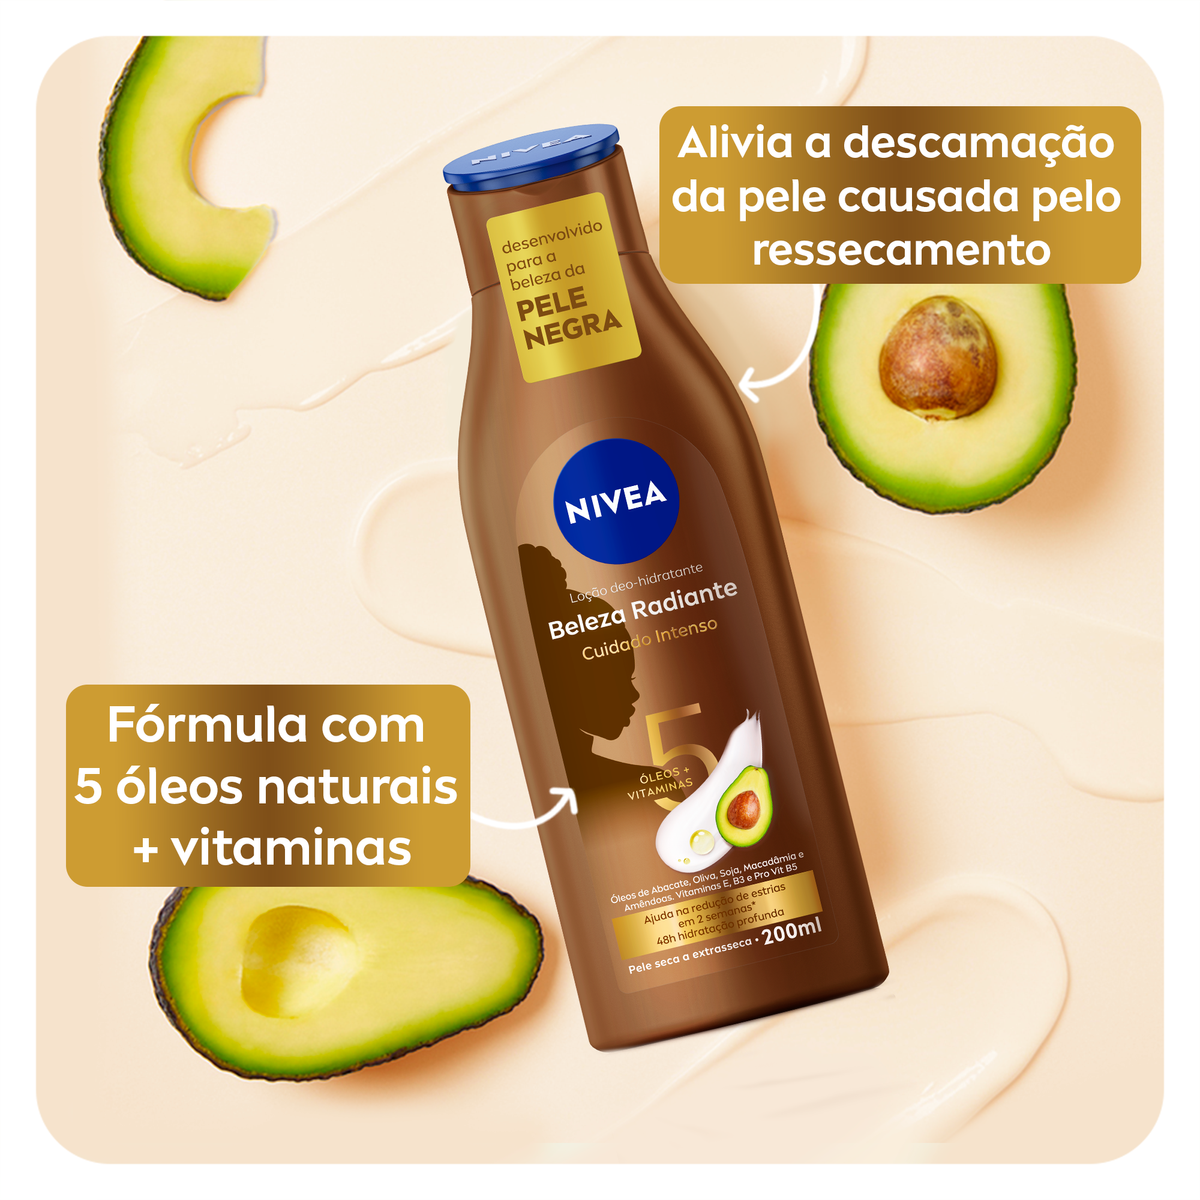 NIVEA
Alivia a descamação
da pele causada pelo
ressecamento
desenvolvido
para a
beleza da
PELE
NEGRA
NIVEA
Loção deo-hidratante
Beleza Radiante
Cuidado Intenso
5
ÓLEOS +
VITAMINAS
Fórmula com
5 óleos naturais
+ vitaminas
Óleos de Abacate, Oliva, Soja, Macadâmia e
Amêndoas. Vitaminas E, B3 e Pro Vit B5
Ajuda na redução de estrias
em 2 semanas*
48h hidratação profunda
Pele seca a extrasseca • 200ml